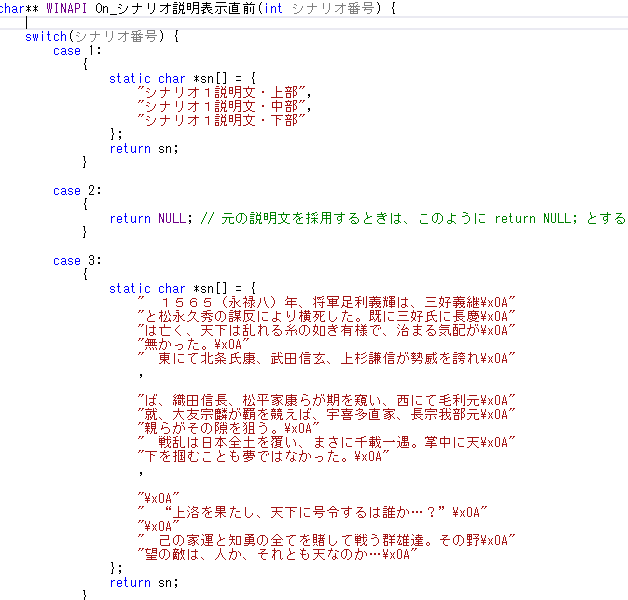 char** WINAPI On_シナリオ説明表示直前(int シナリオ番号) {
switch(シナリオ番号) {
case 1:
{
static char *sn[] = {
"シナリオ１説明文・上部",
"シナリオ１説明文・中部",
"シナリオ１説明文・下部"
};
return sn;
}
case 2:
{
return NULL; // 元の説明文を採用するときは、このように return NULL; とする
}
case 3:
{
static char *sn[] = {
"　１５６５（永禄八）年、将軍足利義輝は、三好義継¥x0A"
"と松永久秀の謀反により横死した。既に三好氏に長慶¥x0A"
"は亡く、天下は乱れる糸の如き有様で、治まる気配が¥x0A"
"無かった。¥x0A"
"　東にて北条氏康、武田信玄、上杉謙信が勢威を誇れ¥x0A"
,
"ば、織田信長、松平家康らが期を窺い、西にて毛利元¥x0A"
"就、大友宗麟が覇を競えば、宇喜多直家、長宗我部元¥x0A"
"親らがその隙を狙う。¥x0A"
"　戦乱は日本全土を覆い、まさに千載一遇。掌中に天¥x0A"
"下を掴むことも夢ではなかった。¥x0A"
,
"¥x0A"
"　“上洛を果たし、天下に号令するは誰か…？”¥x0A"
"¥x0A"
"　己の家運と知勇の全てを賭して戦う群雄達。その野¥x0A"
"望の敵は、人か、それとも天なのか…¥x0A"
};
return sn;
}